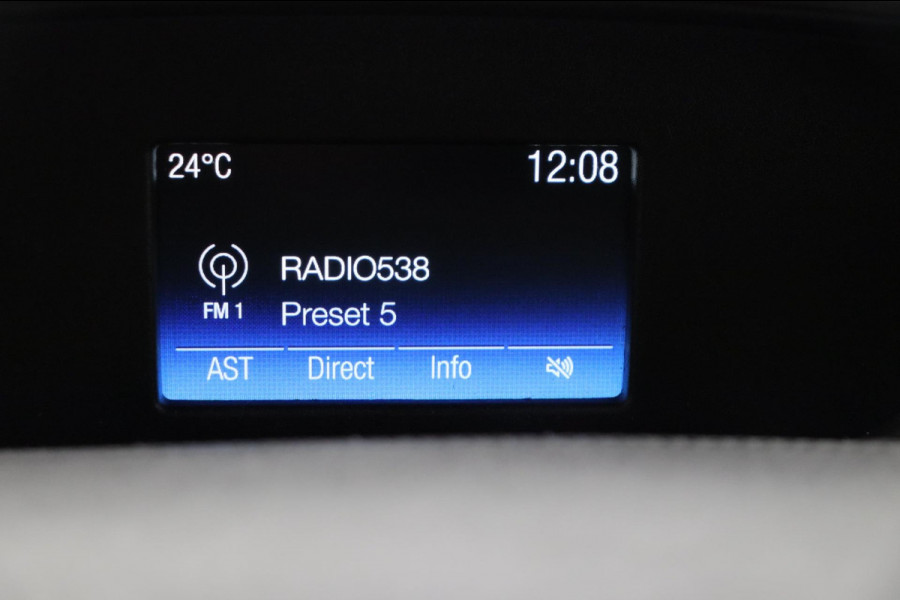 24°C 12:08
RADIO538
FM 1 Preset 5
AST Direct Info